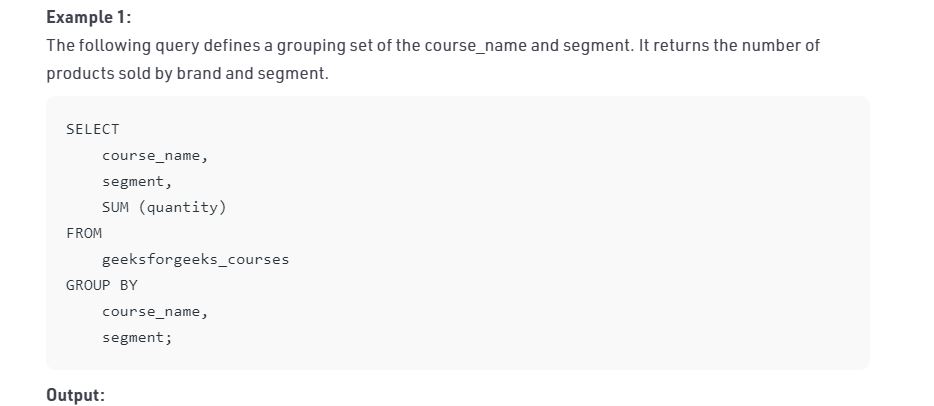 Example 1:
The following query defines a grouping set of the course_name and segment. It returns the number of
products sold by brand and segment.
SELECT
    course_name,
    segment,
    SUM (quantity)
FROM
    geeksforgeeks_courses
GROUP BY
    course_name,
    segment;
Output: